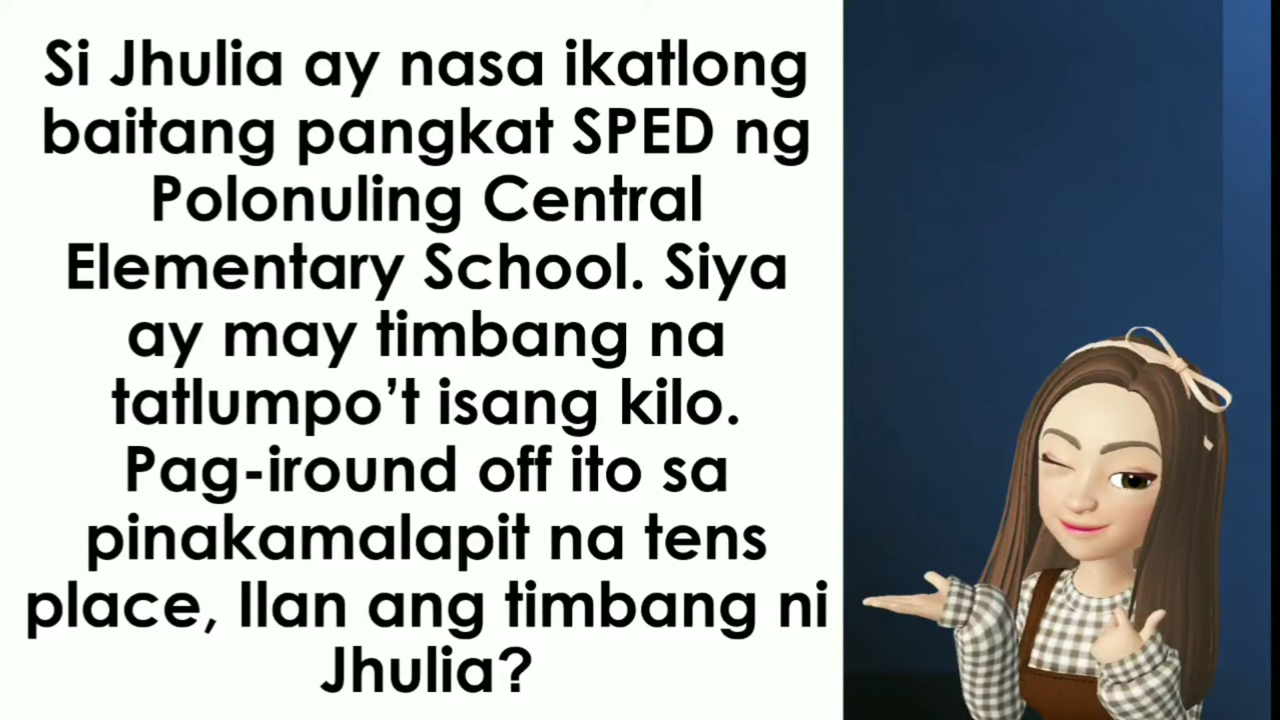 Si Jhulia ay nasa ikatlong
baitang pangkat SPED ng
Polonuling Central
Elementary School. Siya
ay may timbang na
tatlumpo’t isang kilo.
Pag-iround off ito sa
pinakamalapit na tens
place, Ilan ang timbang ni
Jhulia?